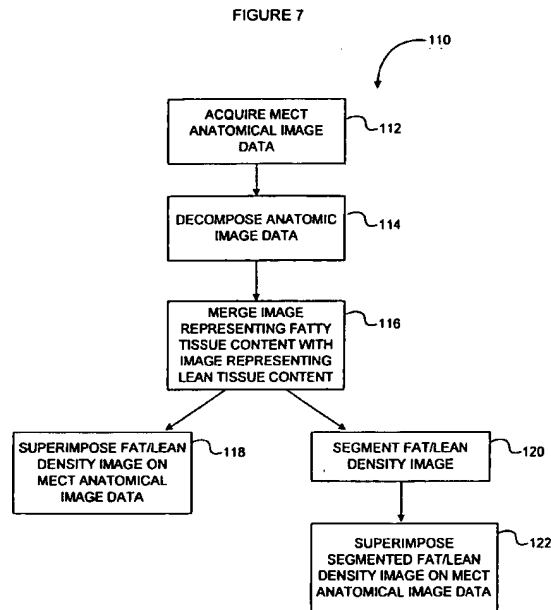 FIGURE 7
110
ACQUIRE MECT
ANATOMICAL IMAGE
DATA
112
DECOMPOSE ANATOMIC
IMAGE DATA
114
MERGE IMAGE
REPRESENTING FATTY
TISSUE CONTENT WITH
IMAGE REPRESENTING
LEAN TISSUE CONTENT
116
SUPERIMPOSE FAT/LEAN
DENSITY IMAGE ON
MECT ANATOMICAL
IMAGE DATA
118
SEGMENT FAT/LEAN
DENSITY IMAGE
120
SUPERIMPOSE
SEGMENTED FAT/LEAN
DENSITY IMAGE ON MECT
ANATOMICAL IMAGE DATA
122